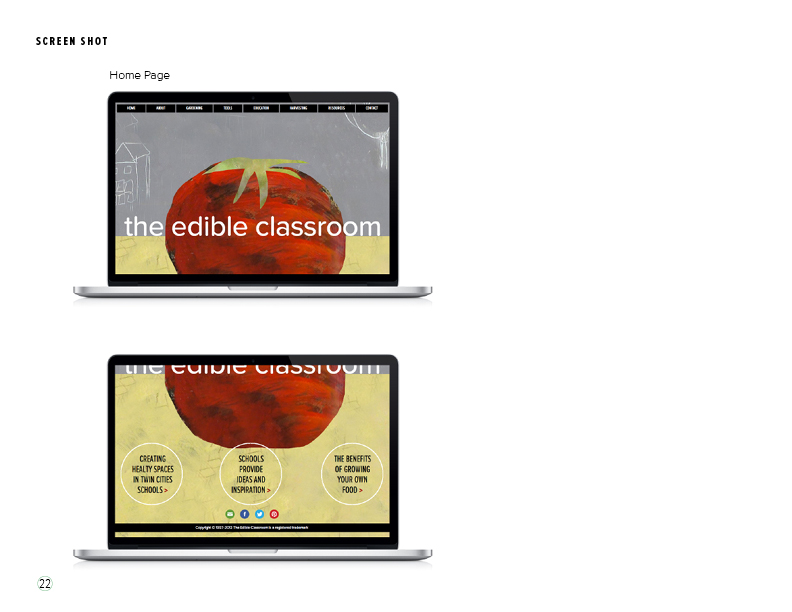 SCREEN SHOT
Home Page
HOME ABOUT GARDENING TOOLS EDUCATION HARVESTING RESOURCES CONTACT
the edible classroom
the edible classroom
CREATING
HEALTY SPACES
IN TWIN CITIES
SCHOOLS >
SCHOOLS
PROVIDE
IDEAS AND
INSPIRATION >
THE BENEFITS
OF GROWING
YOUR OWN
FOOD >
Copyright © 1997-2013 The Edible Classroom is a registered trademark
22